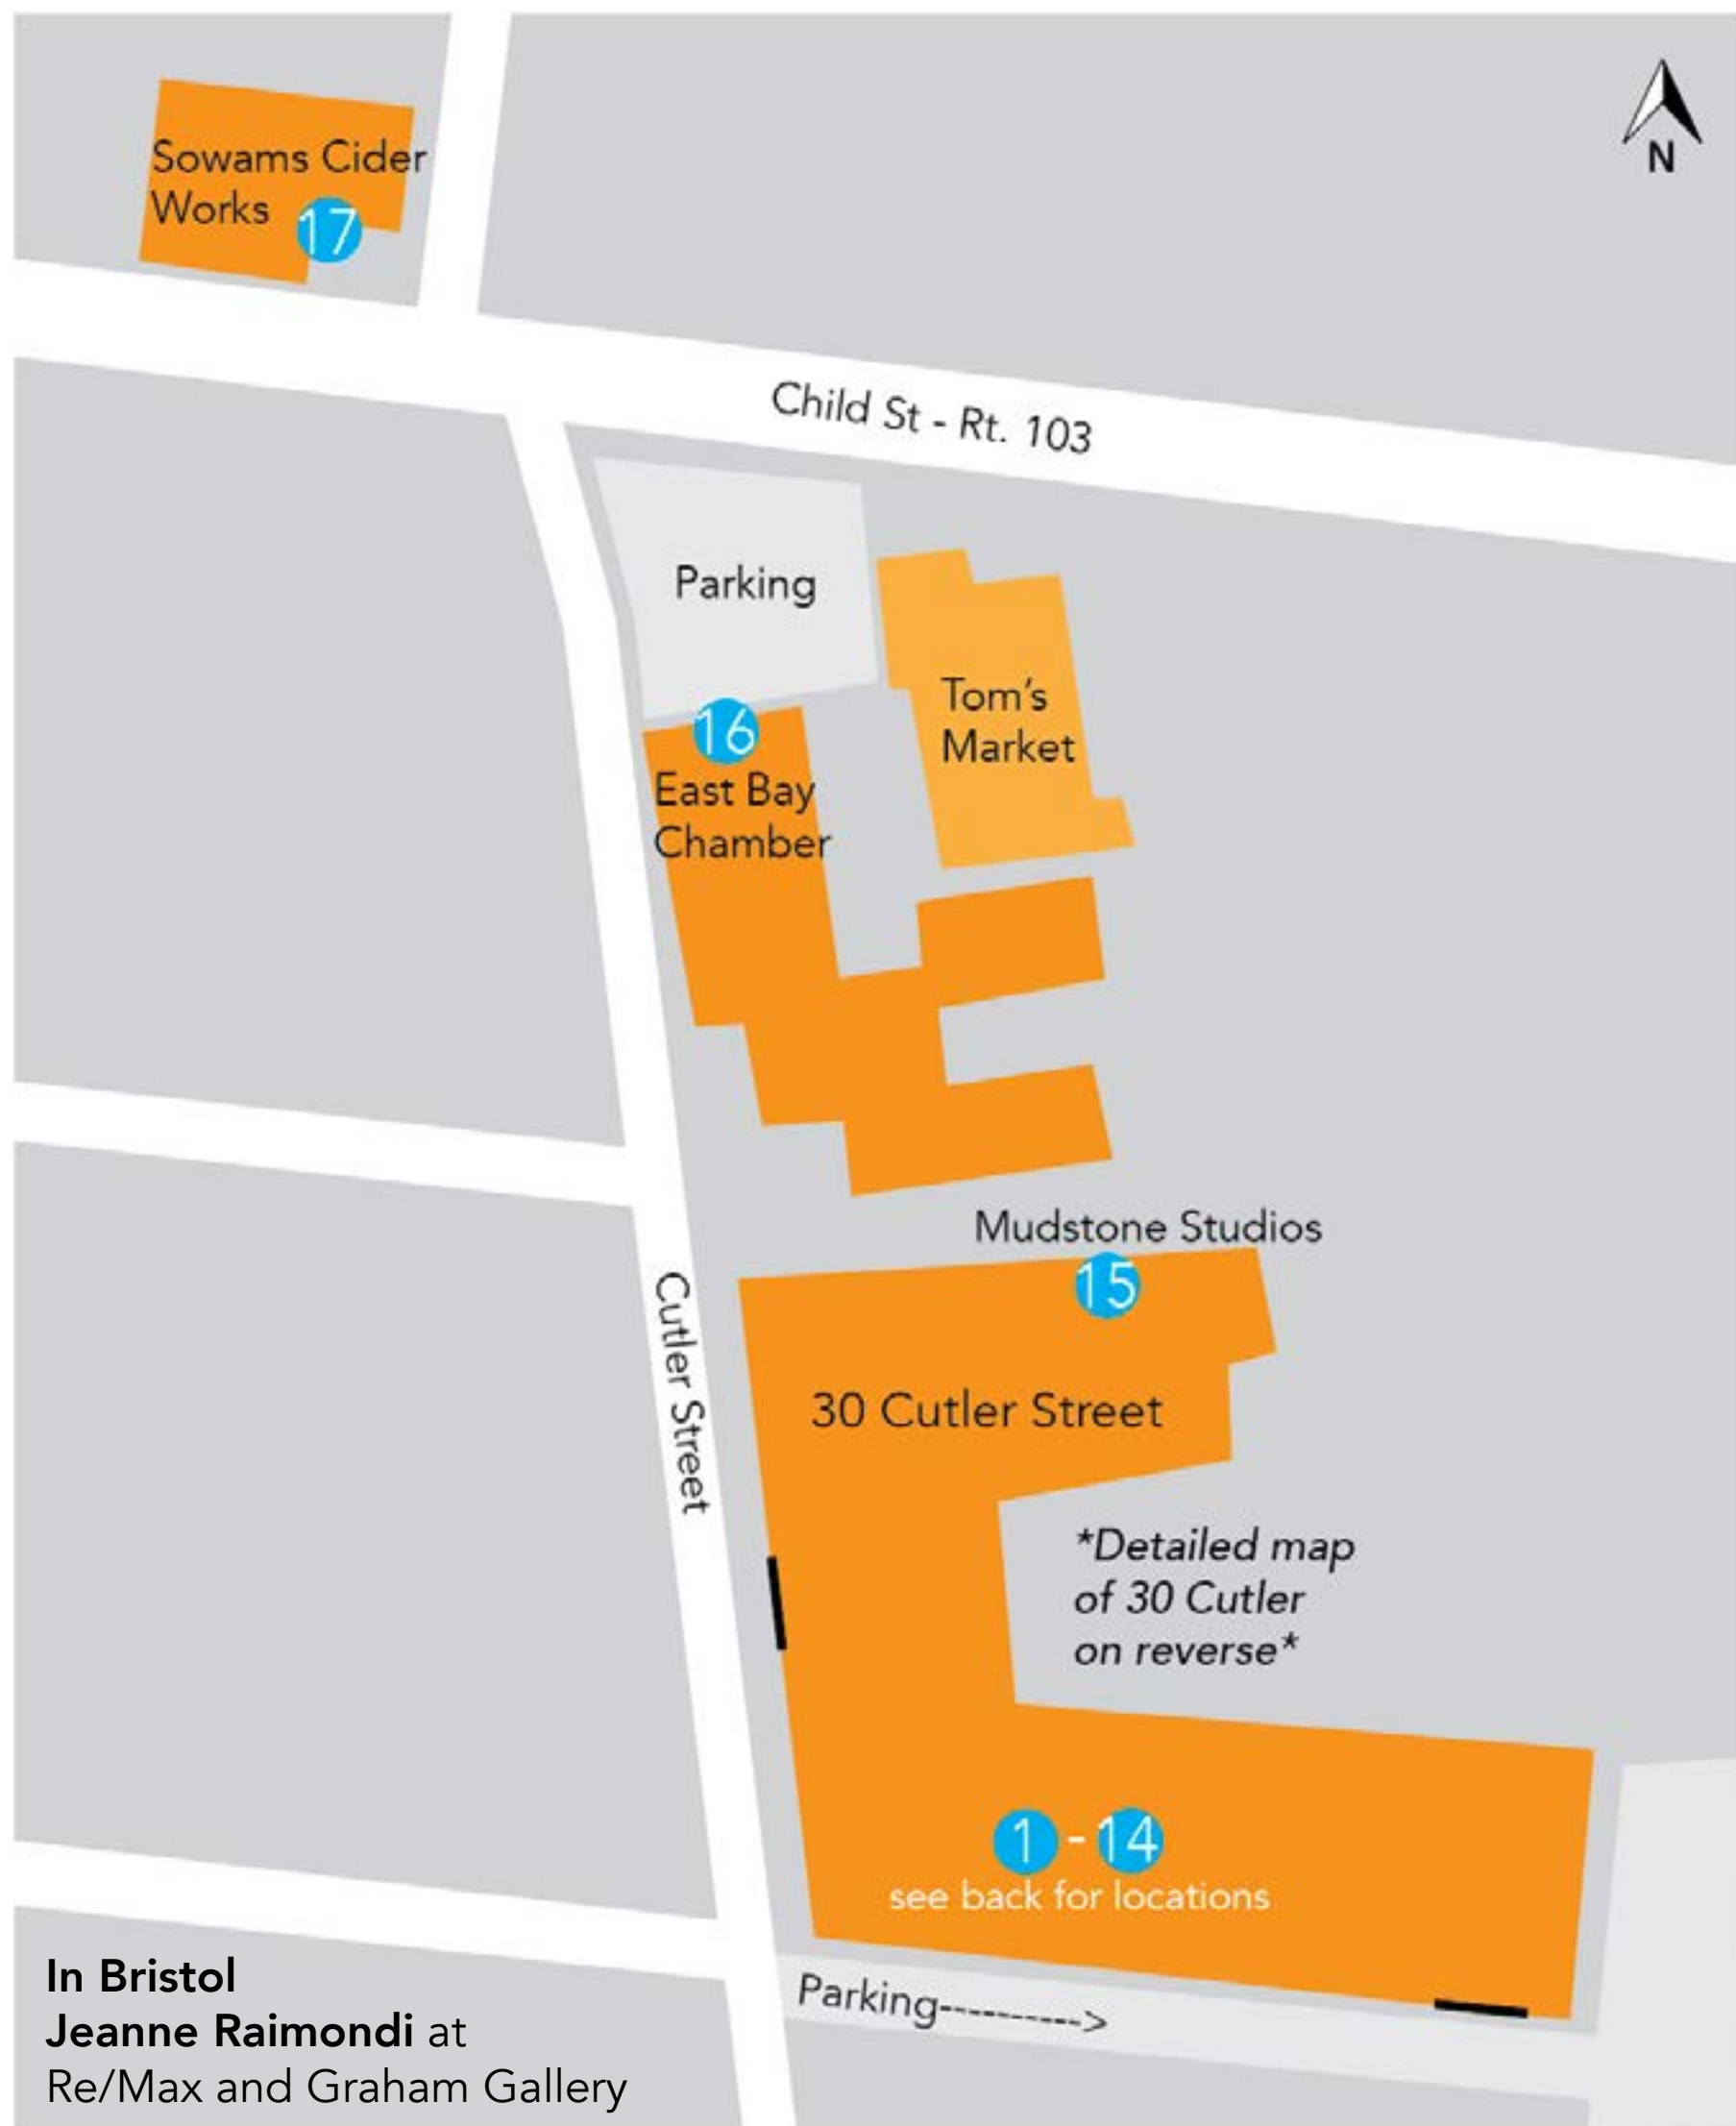 N
Sowams Cider
Works
17
Child St - Rt. 103
Parking
Tom’s
Market
16
East Bay
Chamber
Mudstone Studios
15
30 Cutler Street
Cutler Street
*Detailed map
of 30 Cutler
on reverse*
1 - 14
see back for locations
Parking---------->
In Bristol
Jeanne Raimondi at
Re/Max and Graham Gallery